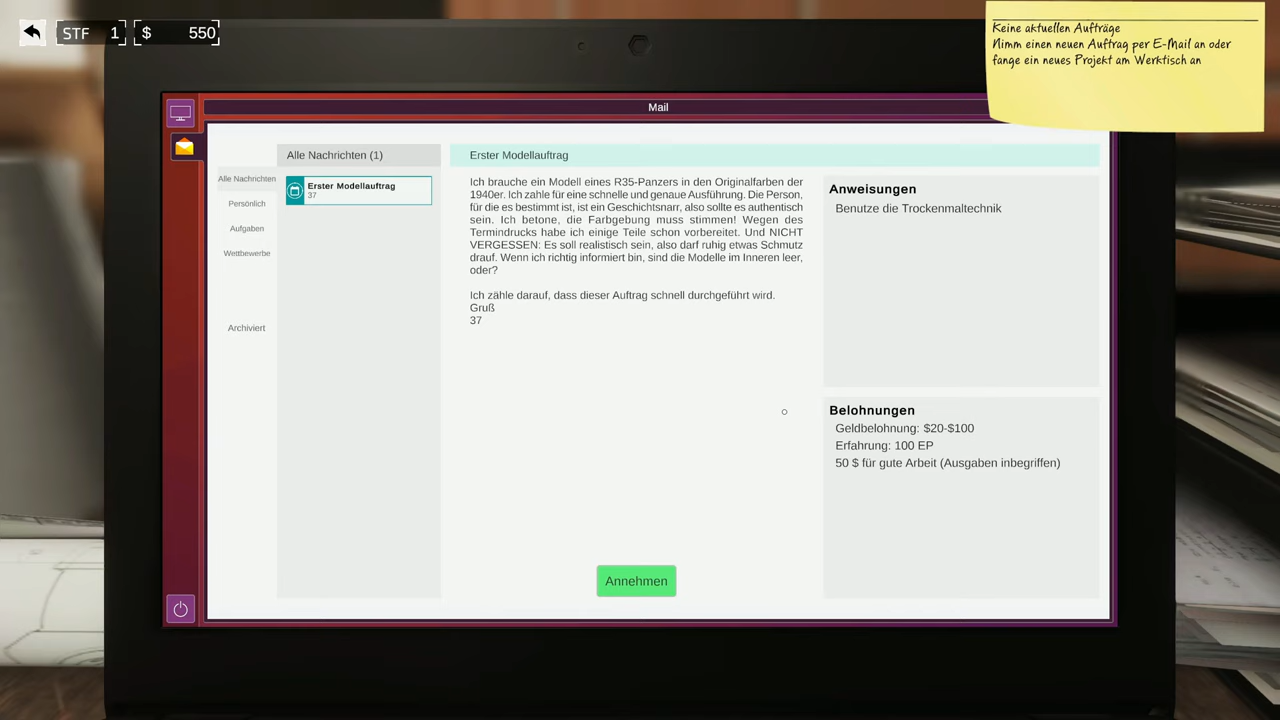 STF 1 $ 550
Keine aktuellen Aufträge
Nimm einen neuen Auftrag per E-Mail an oder
fange ein neues Projekt am Werktisch an
Mail
Alle Nachrichten
Persönlich
Aufgaben
Wettbewerbe
Archiviert
Alle Nachrichten (1)
Erster Modellauftrag
37
Erster Modellauftrag
Ich brauche ein Modell eines R35-Panzers in den Originalfarben der
1940er. Ich zahle für eine schnelle und genaue Ausführung. Die Person,
für die es bestimmt ist, ist ein Geschichtsnarr, also sollte es authentisch
sein. Ich betone, die Farbgebung muss stimmen! Wegen des
Termindrucks habe ich einige Teile schon vorbereitet. Und NICHT
VERGESSEN: Es soll realistisch sein, also darf ruhig etwas Schmutz
drauf. Wenn ich richtig informiert bin, sind die Modelle im Inneren leer,
oder?
Ich zähle darauf, dass dieser Auftrag schnell durchgeführt wird.
Gruß
37
Annehmen
Anweisungen
Benutze die Trockenmaltechnik
Belohnungen
Geldbelohnung: $20-$100
Erfahrung: 100 EP
50 $ für gute Arbeit (Ausgaben inbegriffen)